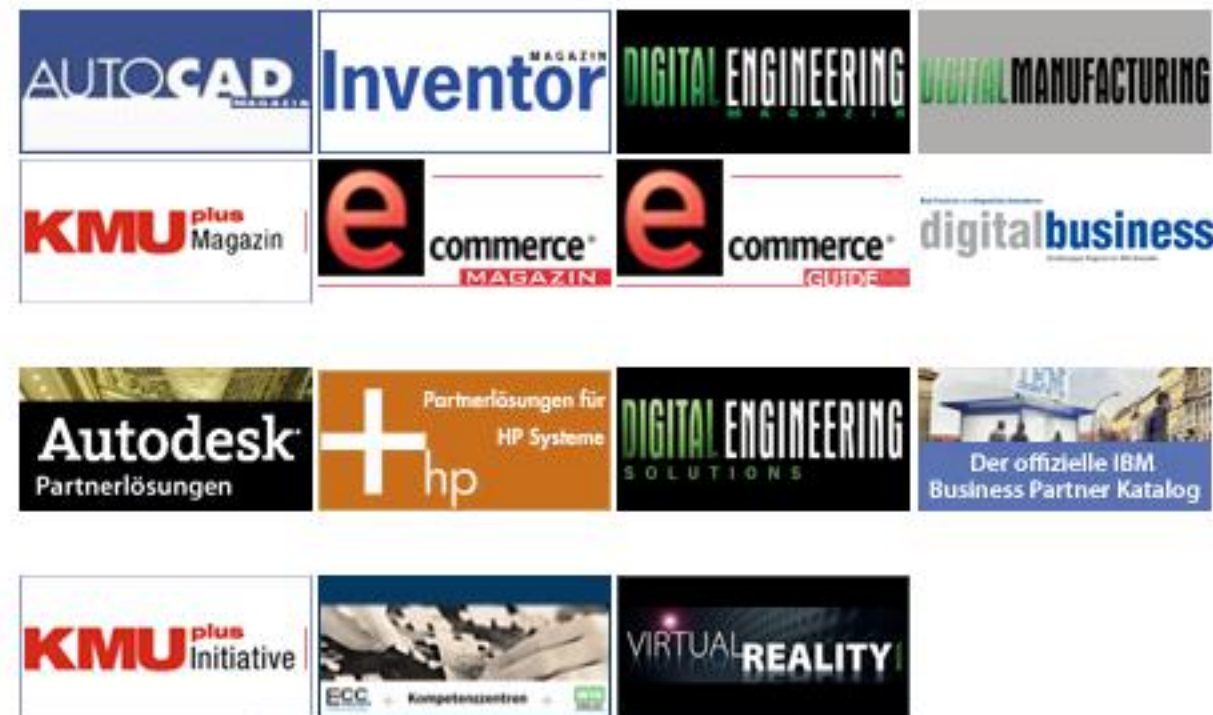 AUTOCAD
MAGAZIN
MAGAZIN
Inventor
DIGITAL ENGINEERING
MAGAZIN
DIGITAL MANUFACTURING
KMU plus
Magazin
e
commerce
MAGAZIN
e
commerce
GUIDE
digitalbusiness
Autodesk
Partnerlösungen
Partnerlösungen für
HP Systeme
+
hp
DIGITAL ENGINEERING
SOLUTIONS
IBM
Der offizielle IBM
Business Partner Katalog
KMU plus
Initiative
ECC
Kompetenzzentren
VIRTUALREALITY